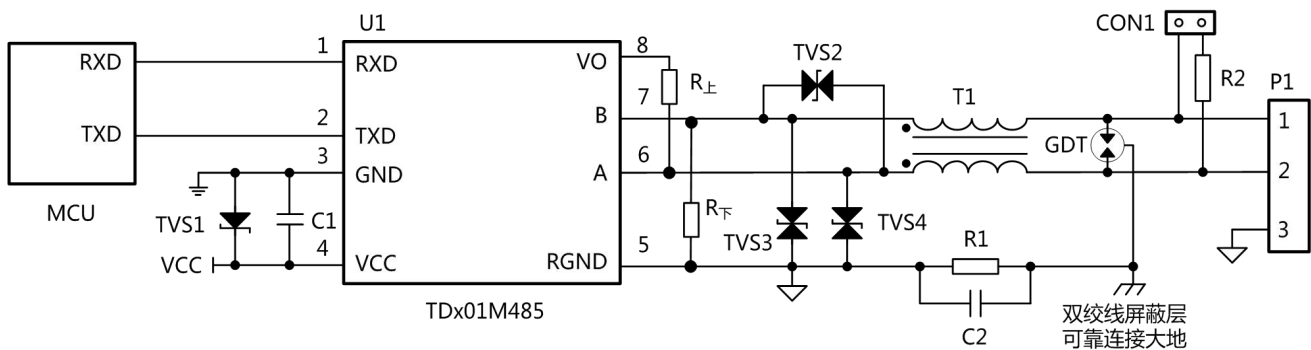 U1
CON1
MCU
RXD
TXD
1
2
3
4
RXD
TXD
GND
VCC
VO
B
A
RGND
8
7
6
5
TDx01M485
TVS1
C1
VCC
R上
R下
TVS2
TVS3
TVS4
T1
GDT
R1
C2
R2
P1
1
2
3
双绞线屏蔽层
可靠连接大地